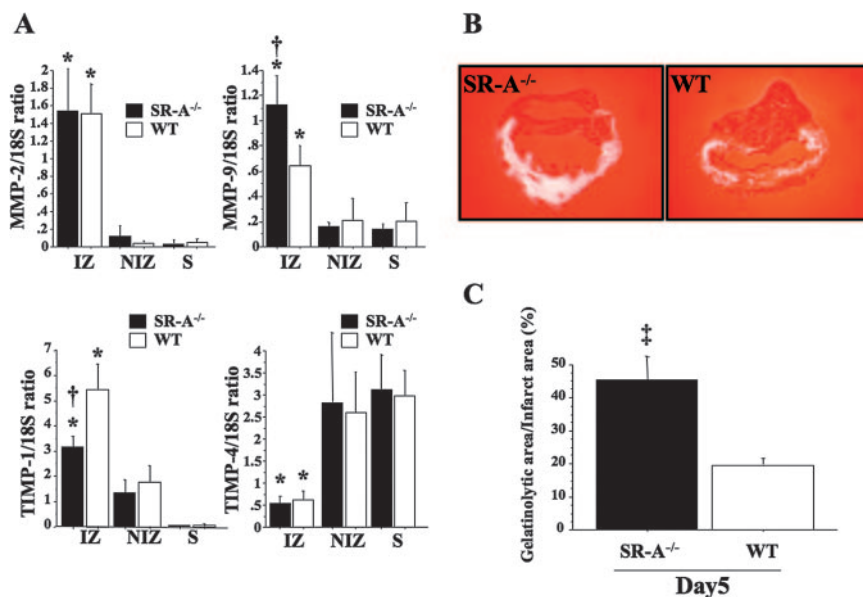 A
MMP-2/18S ratio
2
1.8
1.6
1.4
1.2
1
.8
.6
.4
.2
0
*
*
SR-A-/-
WT
IZ NIZ S
MMP-9/18S ratio
1.4
1.2
1
.8
.6
.4
.2
0
†
*
*
SR-A-/-
WT
IZ NIZ S
TIMP-1/18S ratio
7
6
5
4
3
2
1
0
†
*
*
SR-A-/-
WT
IZ NIZ S
TIMP-4/18S ratio
4
3.5
3
2.5
2
1.5
1
.5
0
*
*
SR-A-/-
WT
IZ NIZ S
B
SR-A-/-
WT
C
Gelatinolytic area/Infarct area (%)
50
40
30
20
10
0
‡
SR-A-/- WT
Day5